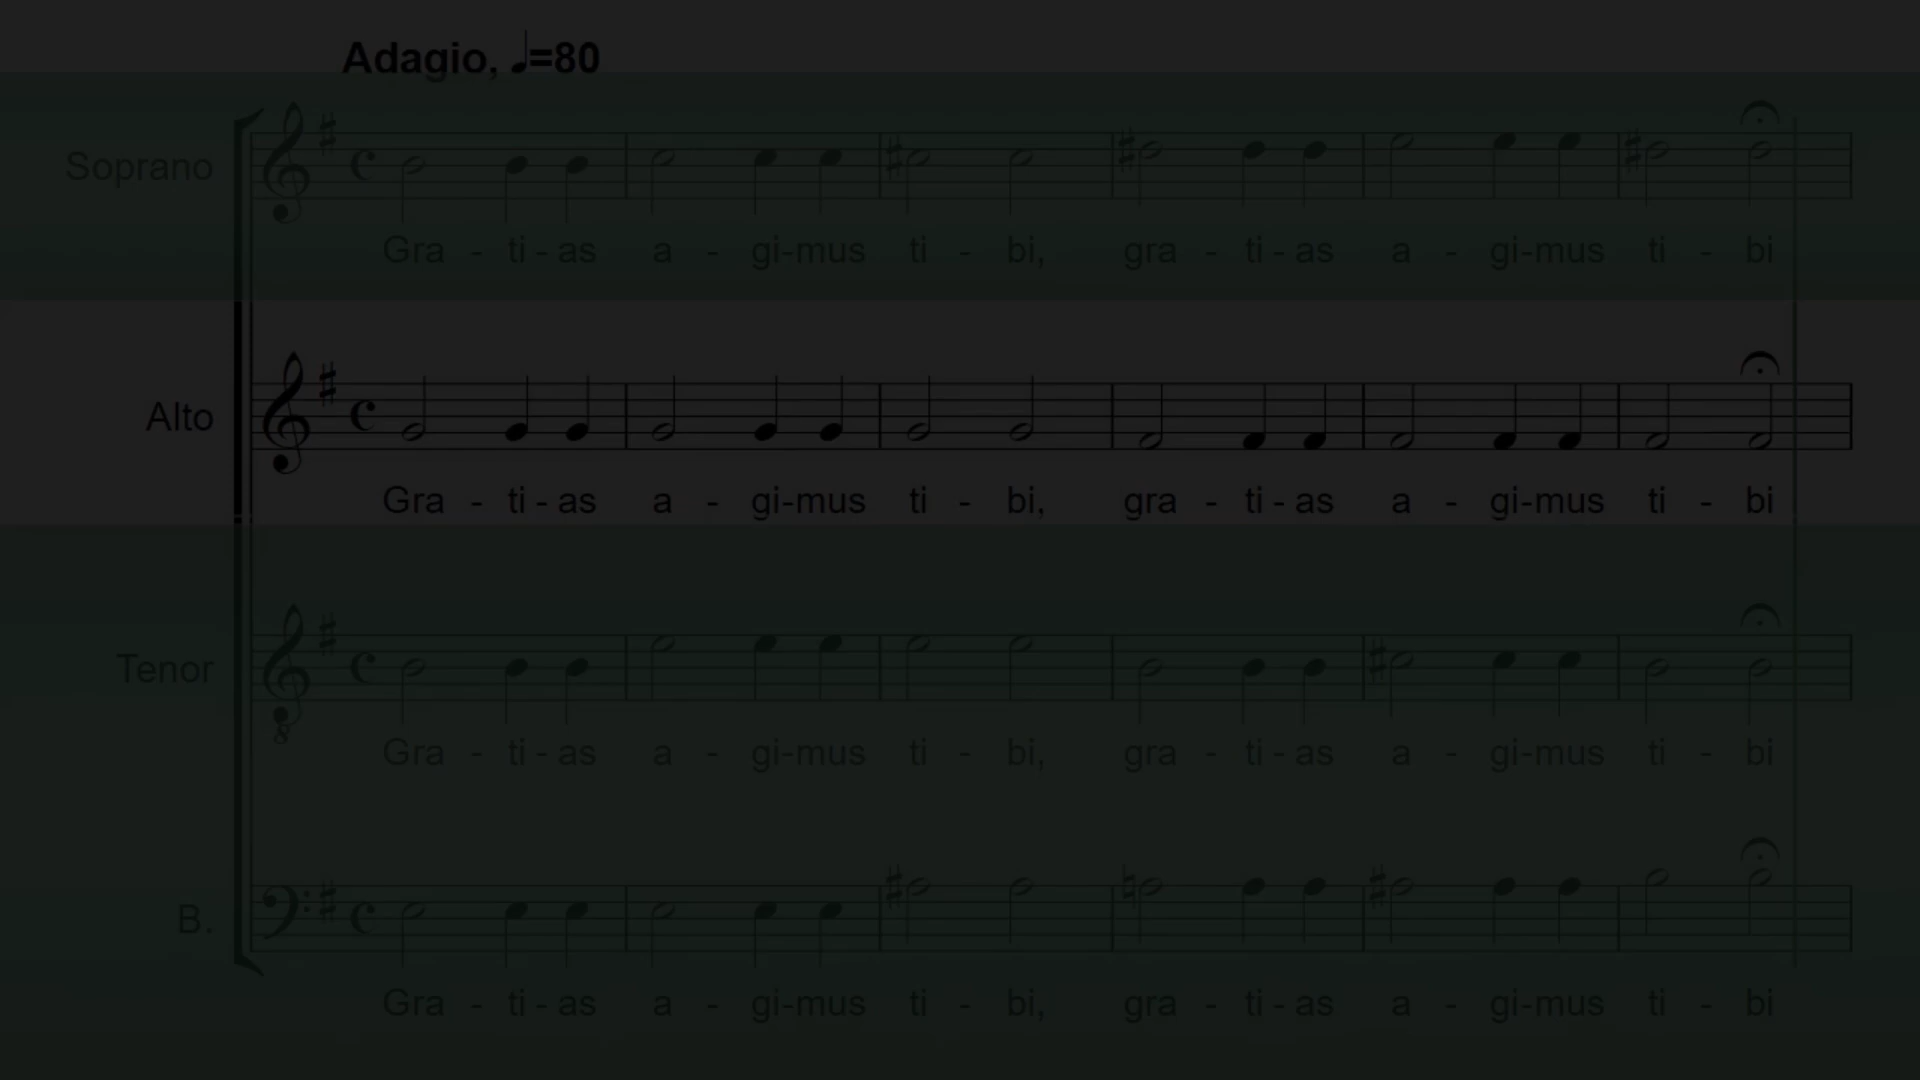 Adagio, ♩=80
Soprano
Gra - ti - as a - gi-mus ti - bi, gra - ti - as a - gi-mus ti - bi
Alto
Gra - ti - as a - gi-mus ti - bi, gra - ti - as a - gi-mus ti - bi
Tenor
8
Gra - ti - as a - gi-mus ti - bi, gra - ti - as a - gi-mus ti - bi
B.
Gra - ti - as a - gi-mus ti - bi, gra - ti - as a - gi-mus ti - bi